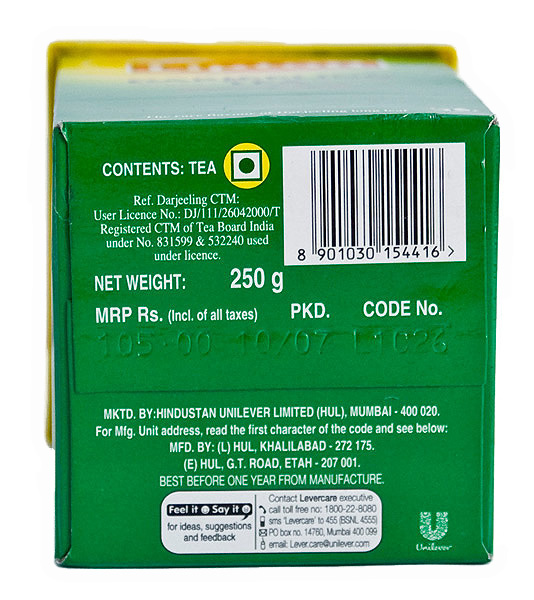 CONTENTS: TEA
Ref. Darjeeling CTM:
User Licence No.: DJ/111/26042000/T
Registered CTM of Tea Board India
under No. 831599 & 532240 used
under licence.
8 901030 154416 >
NET WEIGHT: 250 g
MRP Rs. (Incl. of all taxes) PKD. CODE No.
105.00 10/07 L1026
MKTD. BY:HINDUSTAN UNILEVER LIMITED (HUL), MUMBAI - 400 020.
For Mfg. Unit address, read the first character of the code and see below:
MFD. BY: (L) HUL, KHALILABAD - 272 175.
(E) HUL, G.T. ROAD, ETAH - 207 001.
BEST BEFORE ONE YEAR FROM MANUFACTURE.
Feel it Say it
for ideas, suggestions
and feedback
Contact Levercare executive
call toll free no: 1800-22-8080
sms 'Levercare' to 455 (BSNL 4555)
PO box no. 14760, Mumbai 400 099
email: Lever.care@unilever.com
Unilever